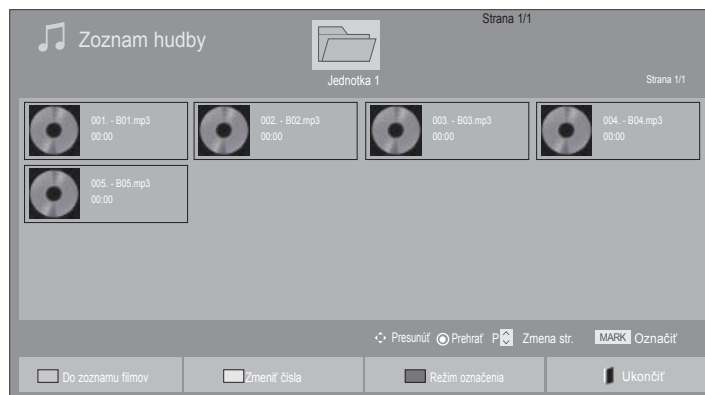 Strana 1/1
Zoznam hudby
Jednotka 1
Strana 1/1
001. - B01.mp3
00:00
002. - B02.mp3
00:00
003. - B03.mp3
00:00
004. - B04.mp3
00:00
005. - B05.mp3
00:00
Presunúť Prehrať P Zmena str. MARK Označiť
Do zoznamu filmov
Zmeniť čísla
Režim označenia
Ukončiť